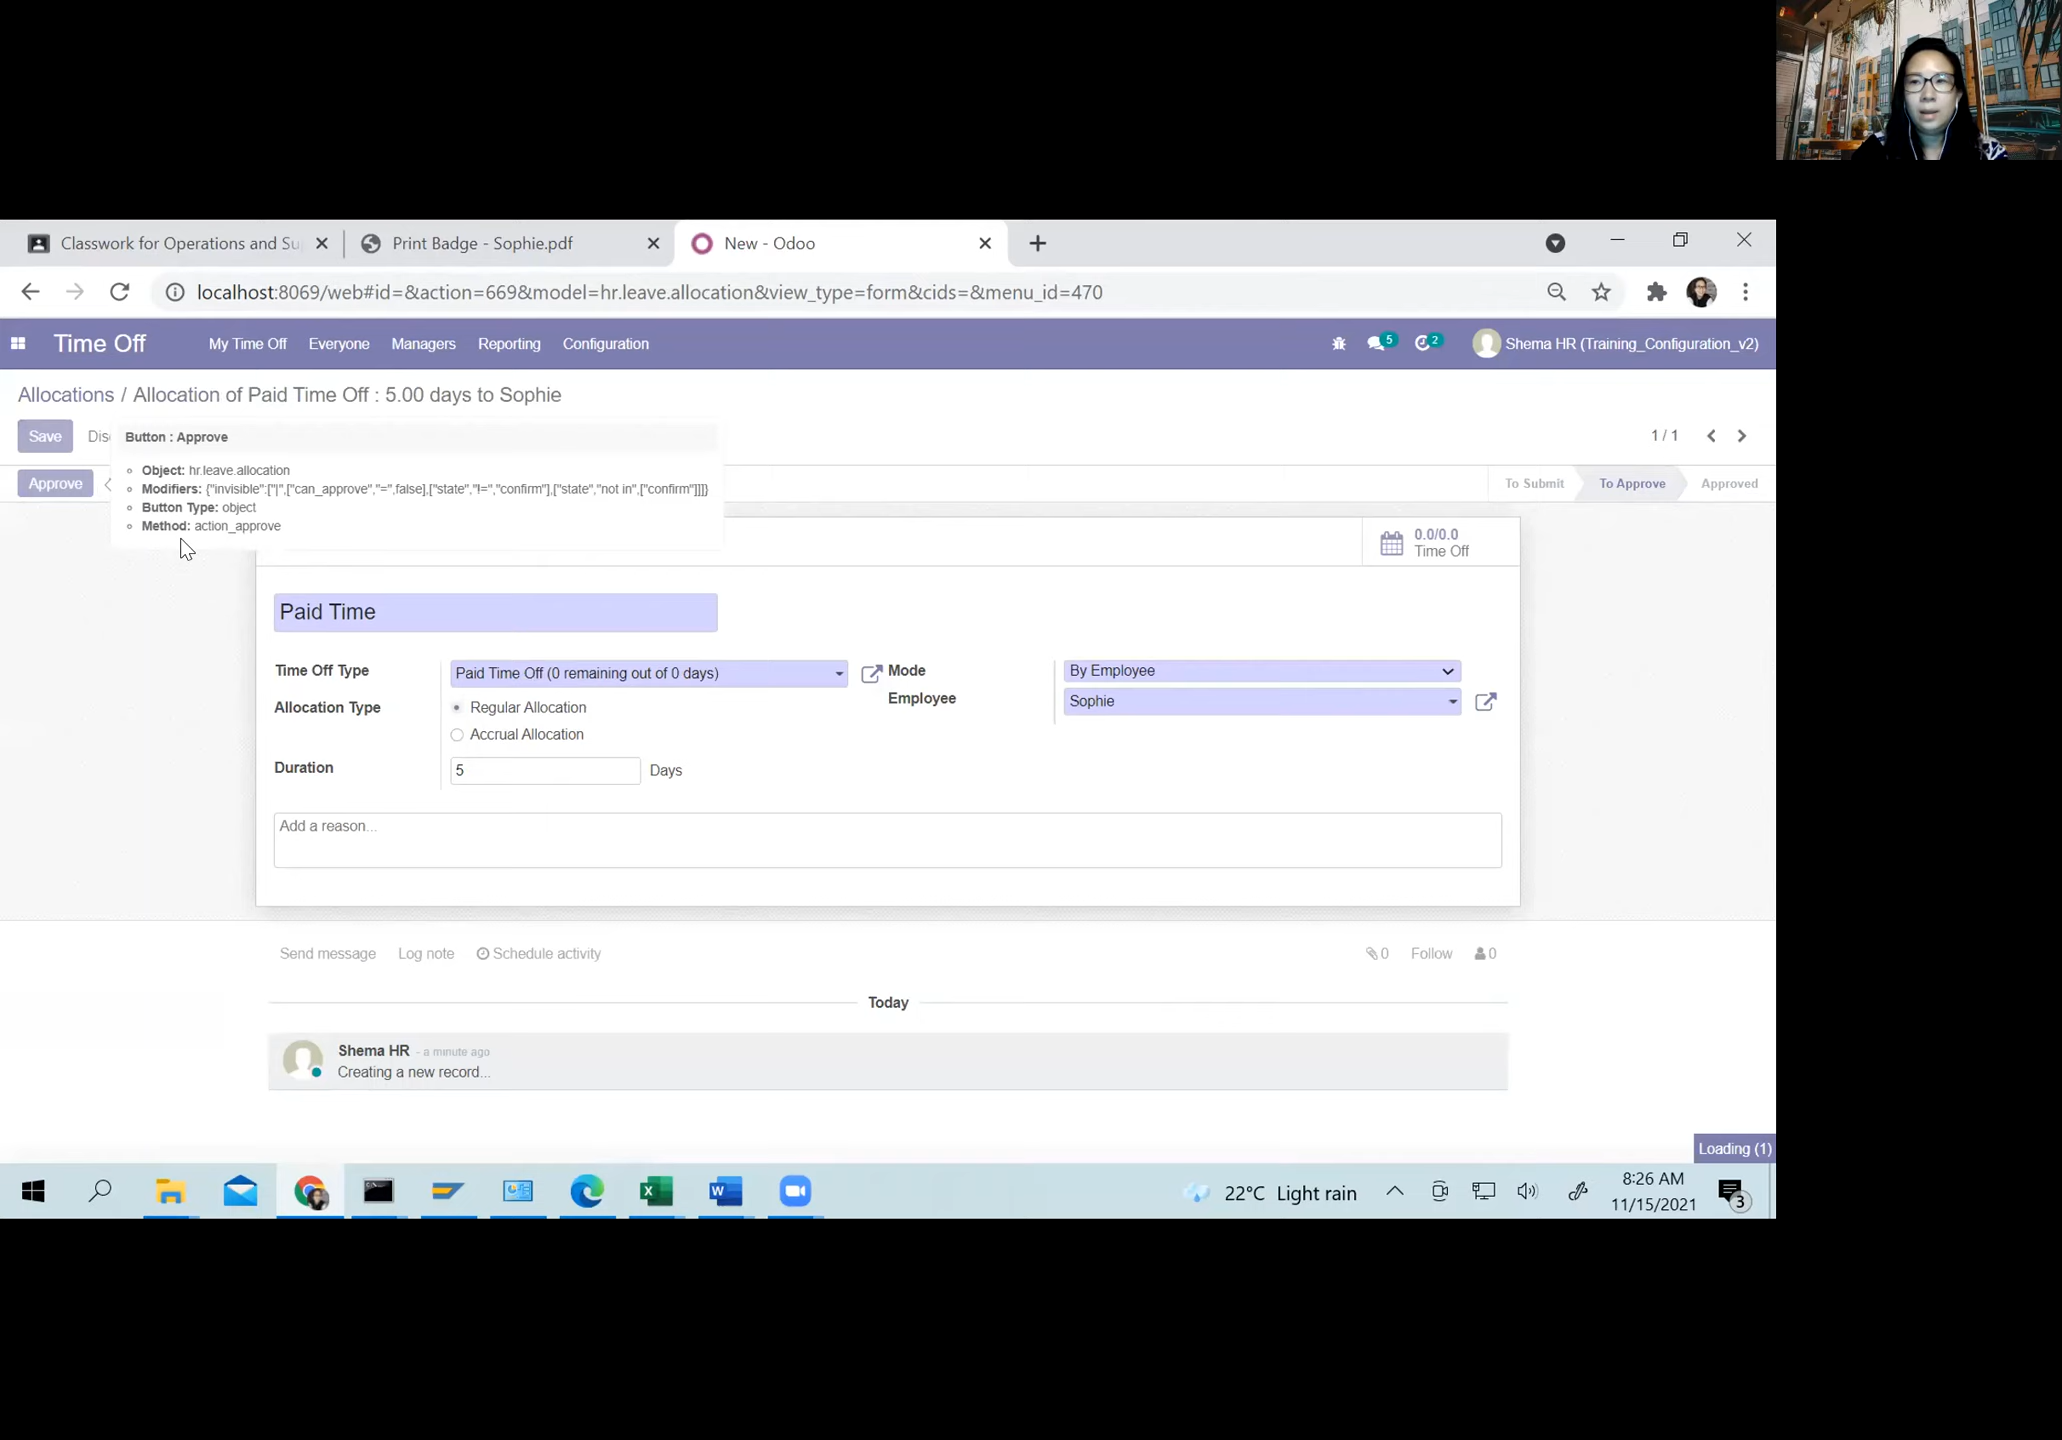 Classwork for Operations and Su
Print Badge - Sophie.pdf
New - Odoo
localhost:8069/web#id=&action=669&model=hr.leave.allocation&view_type=form&cids=&menu_id=470
Time Off
My Time Off
Everyone
Managers
Reporting
Configuration
5
2
Shema HR (Training_Configuration_v2)
Allocations / Allocation of Paid Time Off : 5.00 days to Sophie
Save
Dis
1 / 1
Button : Approve
Object: hr.leave.allocation
Modifiers: {"invisible":["|",["can_approve","=",false],["state","!=","confirm"],["state","not in",["confirm"]]]}
Button Type: object
Method: action_approve
Approve
To Submit
To Approve
Approved
0.0/0.0
Time Off
Paid Time
Time Off Type
Paid Time Off (0 remaining out of 0 days)
Mode
By Employee
Employee
Sophie
Allocation Type
Regular Allocation
Accrual Allocation
Duration
5
Days
Add a reason...
Send message
Log note
Schedule activity
0
Follow
0
Today
Shema HR - a minute ago
Creating a new record...
Loading (1)
22°C Light rain
8:26 AM
11/15/2021
3